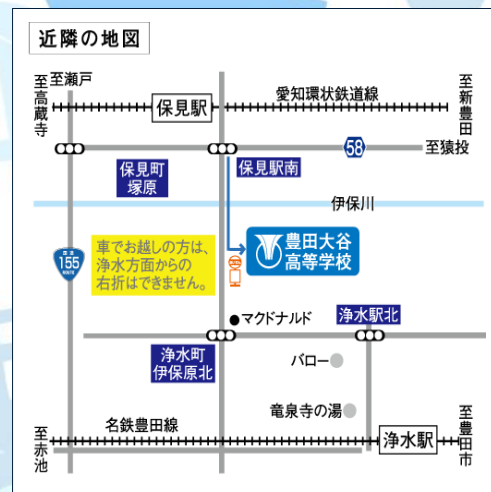 近隣の地図
至瀬戸
至高蔵寺
保見駅
愛知環状鉄道線
至新豊田
58
至猿投
保見町
塚原
保見駅南
伊保川
国道
155
ROUTE
車でお越しの方は、
浄水方面からの
右折はできません。
豊田大谷
高等学校
マクドナルド
浄水駅北
浄水町
伊保原北
バロー
竜泉寺の湯
名鉄豊田線
至赤池
浄水駅
至豊田市